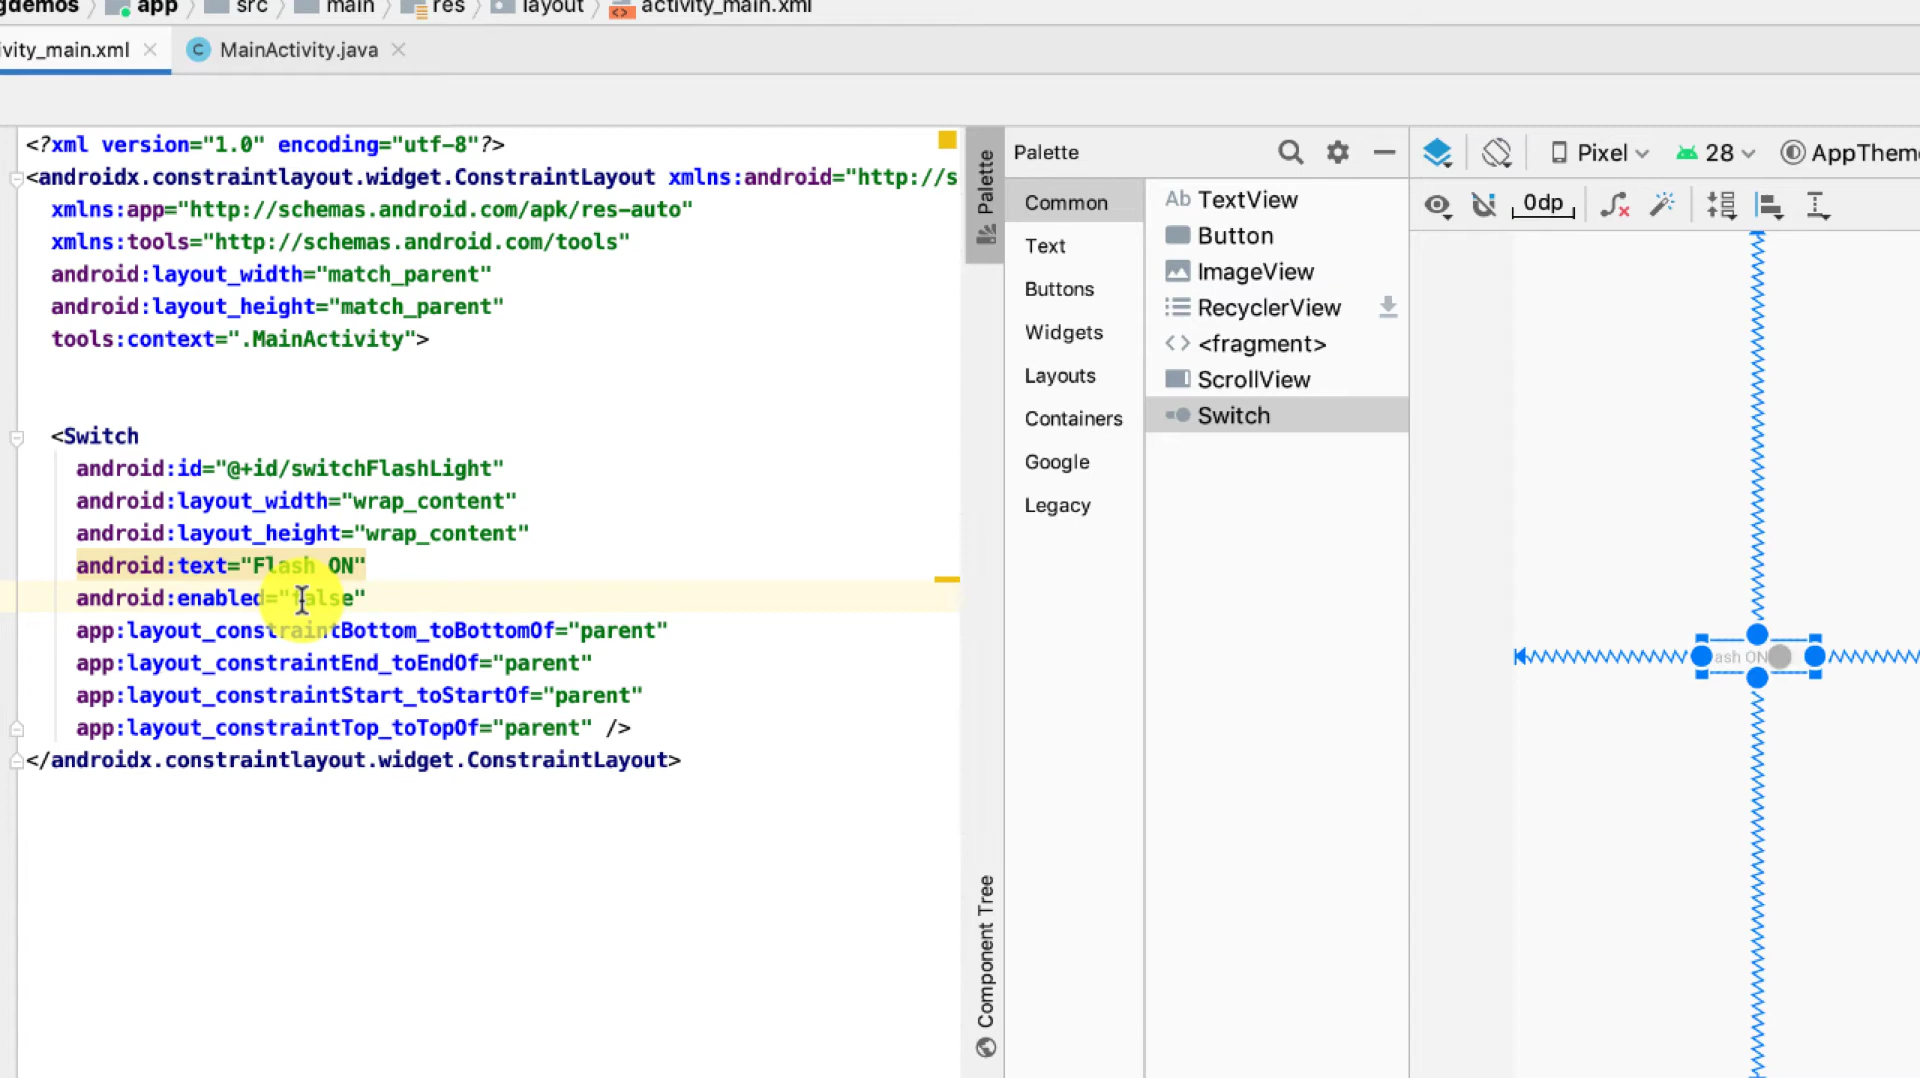 gdemos app src main res layout activity_main.xml
ivity_main.xml MainActivity.java
<?xml version="1.0" encoding="utf-8"?>
<androidx.constraintlayout.widget.ConstraintLayout xmlns:android="http://s
xmlns:app="http://schemas.android.com/apk/res-auto"
xmlns:tools="http://schemas.android.com/tools"
android:layout_width="match_parent"
android:layout_height="match_parent"
tools:context=".MainActivity">
<Switch
android:id="@+id/switchFlashLight"
android:layout_width="wrap_content"
android:layout_height="wrap_content"
android:text="Flash ON"
android:enabled="false"
app:layout_constraintBottom_toBottomOf="parent"
app:layout_constraintEnd_toEndOf="parent"
app:layout_constraintStart_toStartOf="parent"
app:layout_constraintTop_toTopOf="parent" />
</androidx.constraintlayout.widget.ConstraintLayout>
Palette
Component Tree
Palette
Common
Text
Buttons
Widgets
Layouts
Containers
Google
Legacy
Ab TextView
Button
ImageView
RecyclerView
<fragment>
ScrollView
Switch
Pixel 28 AppTheme
0dp
ash ON